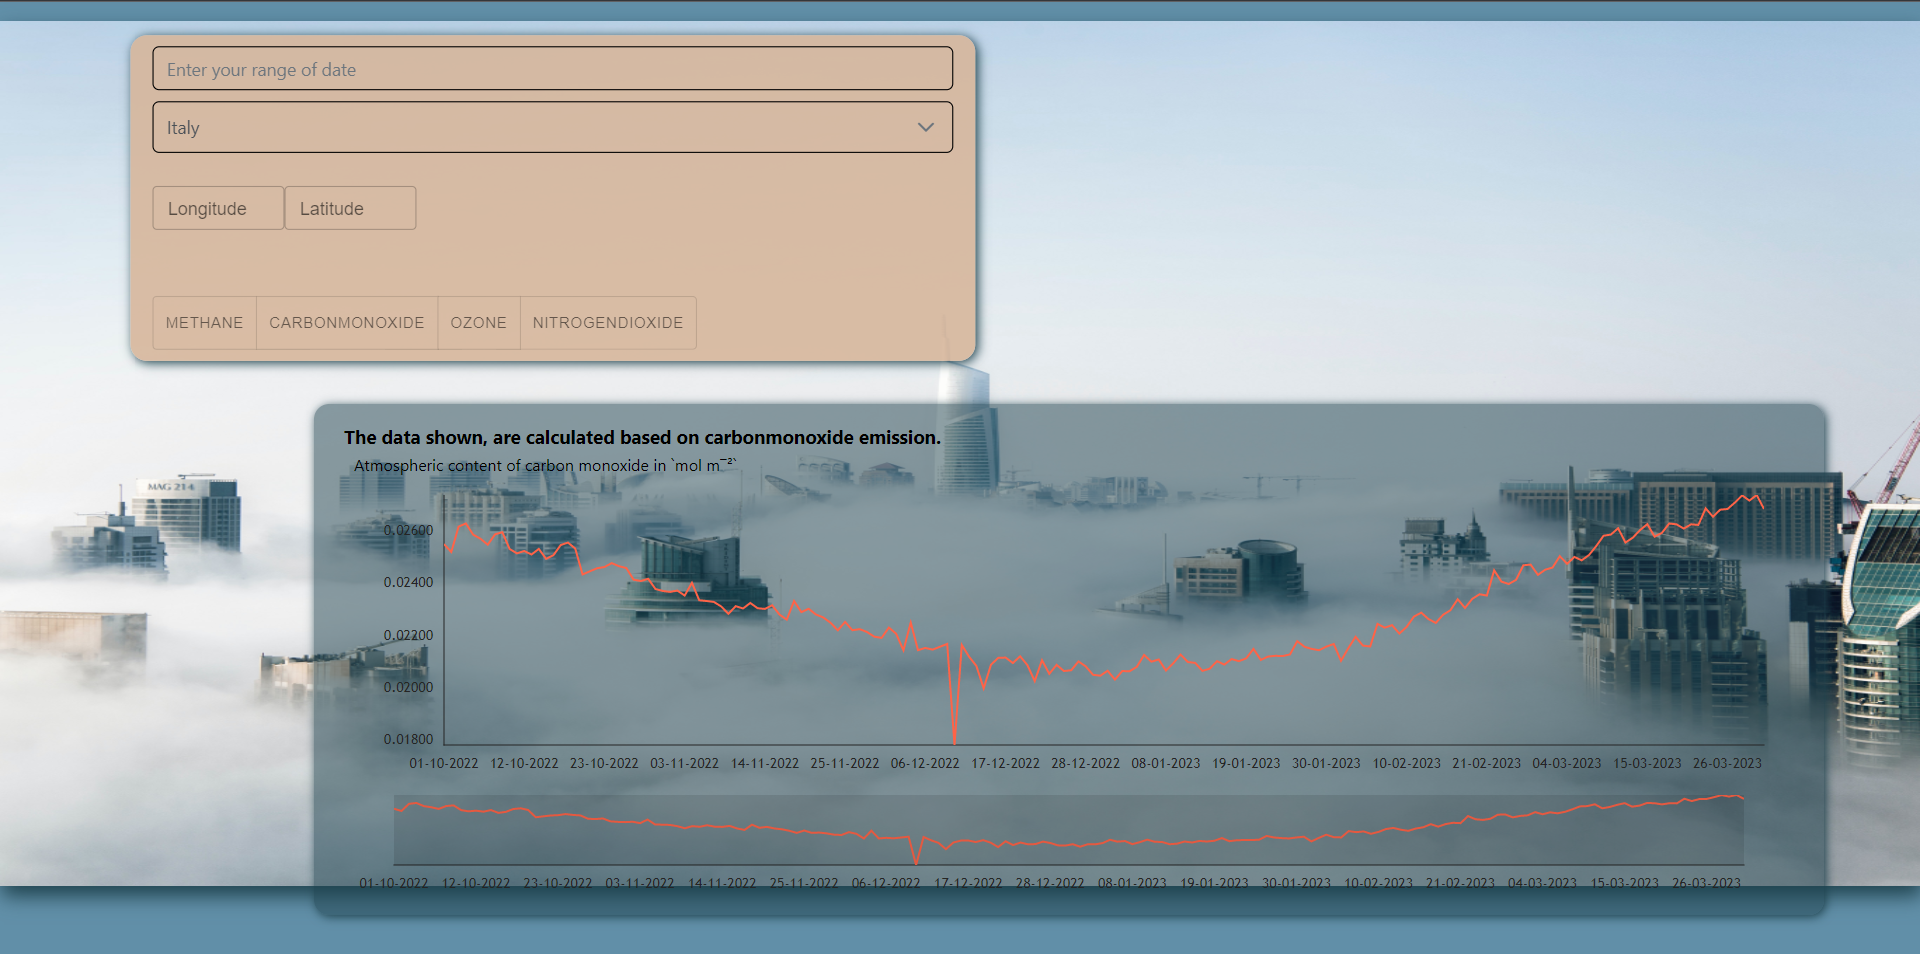 Enter your range of date
Italy
Longitude Latitude
METHANE CARBONMONOXIDE OZONE NITROGENDIOXIDE
The data shown, are calculated based on carbonmonoxide emission.
Atmospheric content of carbon monoxide in `mol m⁻²`
MAG 214
0.02600
0.02400
0.02200
0.02000
0.01800
01-10-2022 12-10-2022 23-10-2022 03-11-2022 14-11-2022 25-11-2022 06-12-2022 17-12-2022 28-12-2022 08-01-2023 19-01-2023 30-01-2023 10-02-2023 21-02-2023 04-03-2023 15-03-2023 26-03-2023
01-10-2022 12-10-2022 23-10-2022 03-11-2022 14-11-2022 25-11-2022 06-12-2022 17-12-2022 28-12-2022 08-01-2023 19-01-2023 30-01-2023 10-02-2023 21-02-2023 04-03-2023 15-03-2023 26-03-2023